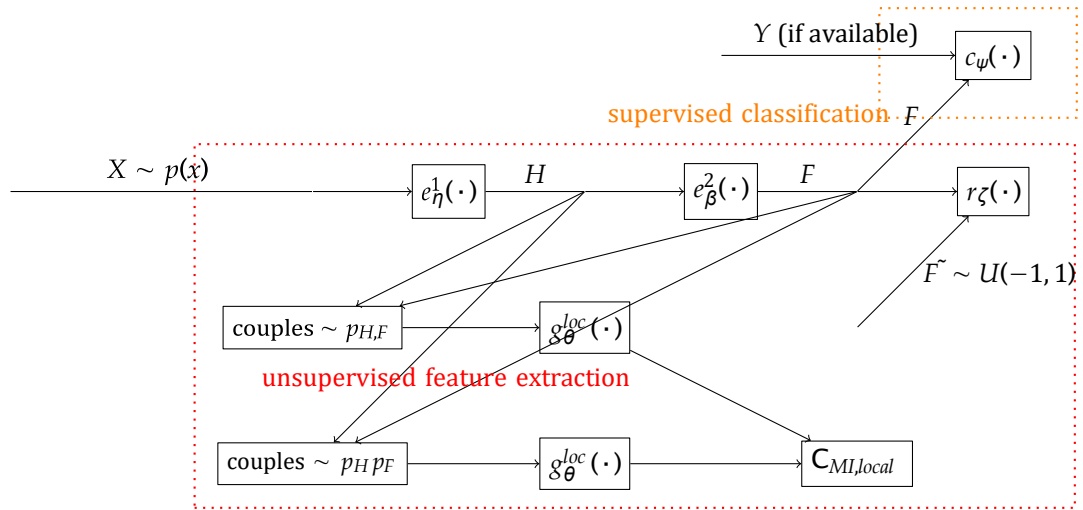 Y (if available)
c_ψ(·)
supervised classification
F
X ∼ p(x)
e^1_η(·)
H
e^2_β(·)
F
r_ζ(·)
F˜ ∼ U(−1, 1)
couples ∼ p_{H,F}
g^{loc}_θ(·)
unsupervised feature extraction
couples ∼ p_H p_F
g^{loc}_θ(·)
C_{MI,local}